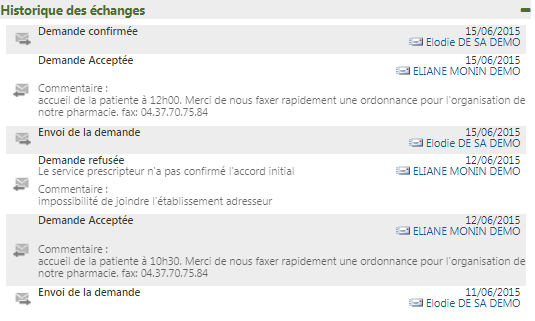 Historique des échanges
Demande confirmée 15/06/2015
Elodie DE SA DEMO
Demande Acceptée 15/06/2015
ELIANE MONIN DEMO
Commentaire :
accueil de la patiente à 12h00. Merci de nous faxer rapidement une ordonnance pour l'organisation de
notre pharmacie. fax: 04.37.70.75.84
Envoi de la demande 15/06/2015
Elodie DE SA DEMO
Demande refusée 12/06/2015
Le service prescripteur n'a pas confirmé l'accord initial ELIANE MONIN DEMO
Commentaire :
impossibilité de joindre l'établissement adresseur
Demande Acceptée 12/06/2015
ELIANE MONIN DEMO
Commentaire :
accueil de la patiente à 10h30. Merci de nous faxer rapidement une ordonnance pour l'organisation de
notre pharmacie. fax: 04.37.70.75.84
Envoi de la demande 11/06/2015
Elodie DE SA DEMO